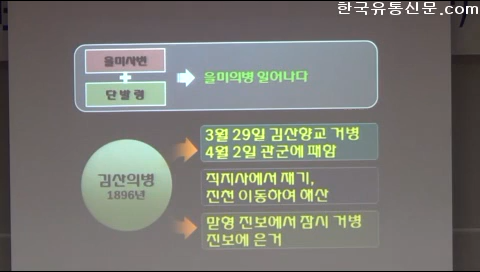 한국유통신문.com
을미사변
+
단발령
을미의병 일어나다
김산의병
1896년
3월 29일 김산향교 거병
4월 2일 관군에 패함
직지사에서 재기,
진천 이동하여 해산
맏형 진보에서 잠시 거병
진보에 은거